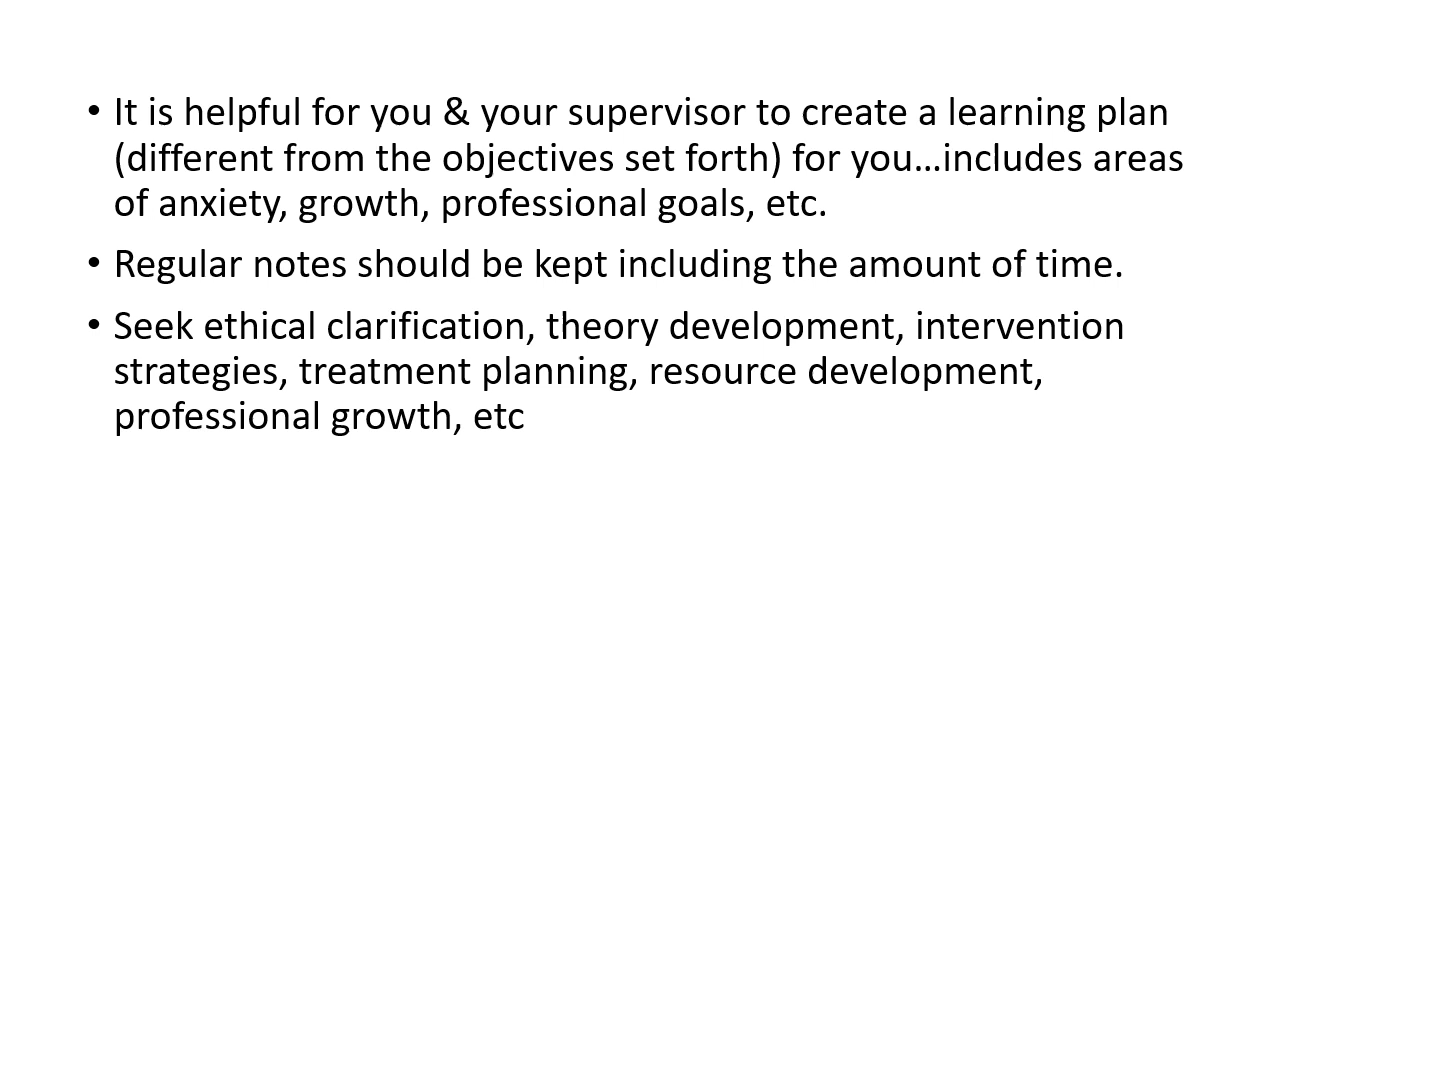 • It is helpful for you & your supervisor to create a learning plan
(different from the objectives set forth) for you…includes areas
of anxiety, growth, professional goals, etc.
• Regular notes should be kept including the amount of time.
• Seek ethical clarification, theory development, intervention
strategies, treatment planning, resource development,
professional growth, etc